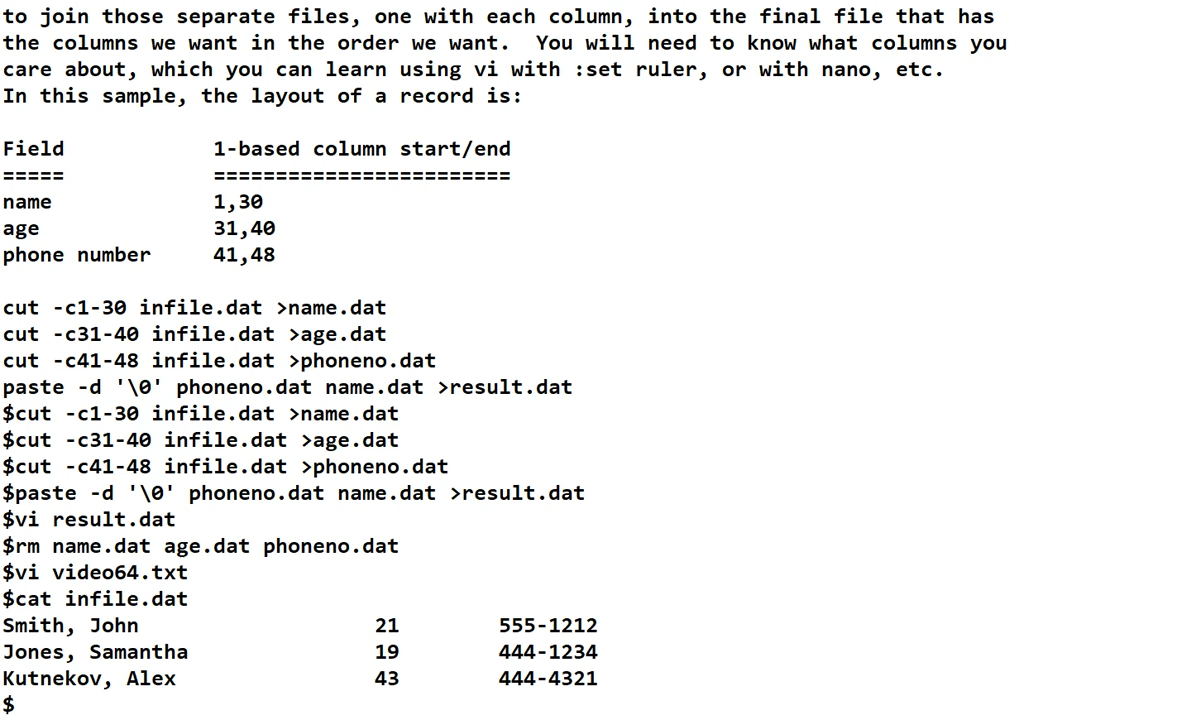 to join those separate files, one with each column, into the final file that has
the columns we want in the order we want.  You will need to know what columns you
care about, which you can learn using vi with :set ruler, or with nano, etc.
In this sample, the layout of a record is:

Field            1-based column start/end
=====            ========================
name             1,30
age              31,40
phone number     41,48

cut -c1-30 infile.dat >name.dat
cut -c31-40 infile.dat >age.dat
cut -c41-48 infile.dat >phoneno.dat
paste -d '\0' phoneno.dat name.dat >result.dat
$cut -c1-30 infile.dat >name.dat
$cut -c31-40 infile.dat >age.dat
$cut -c41-48 infile.dat >phoneno.dat
$paste -d '\0' phoneno.dat name.dat >result.dat
$vi result.dat
$rm name.dat age.dat phoneno.dat
$vi video64.txt
$cat infile.dat
Smith, John                   21        555-1212
Jones, Samantha               19        444-1234
Kutnekov, Alex                43        444-4321
$